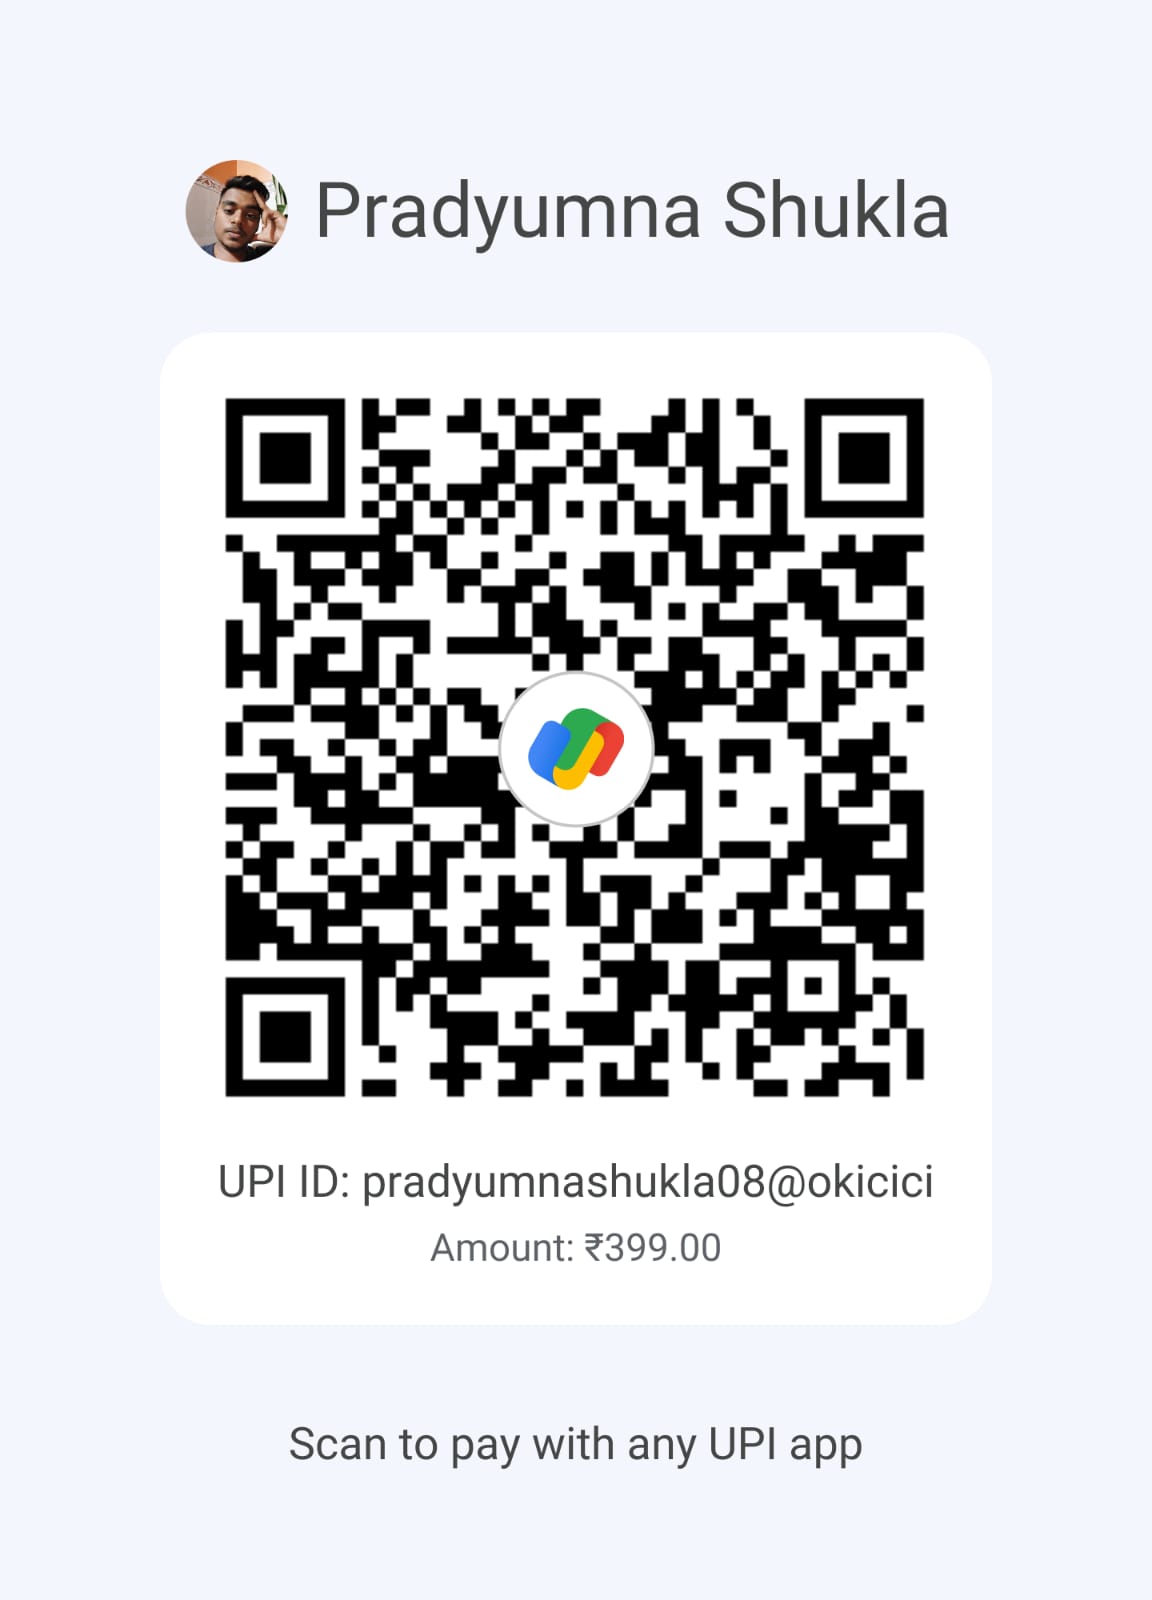 Pradyumna Shukla
UPI ID: pradyumnashukla08@okicici
Amount: ₹399.00
Scan to pay with any UPI app